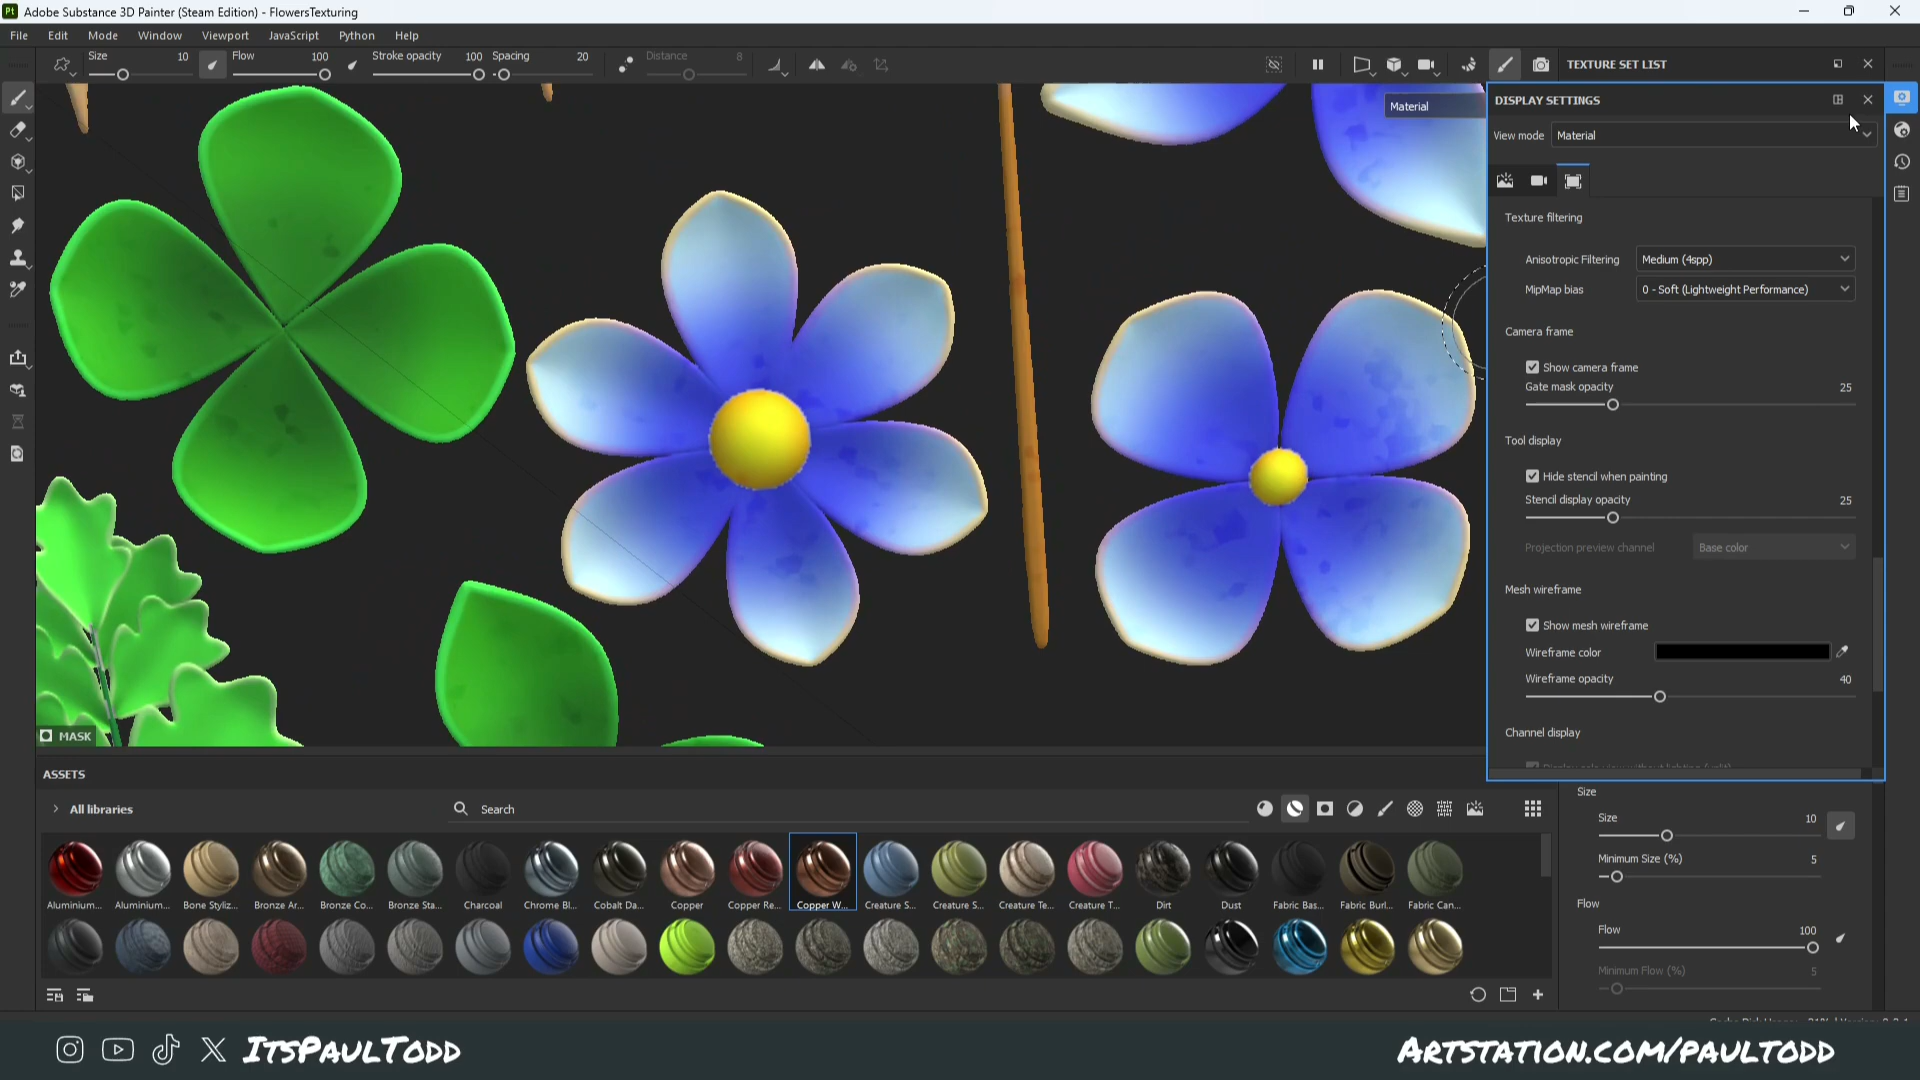 Pt Adobe Substance 3D Painter (Steam Edition) - FlowersTexturing
File Edit Mode Window Viewport JavaScript Python Help
Size 10 Flow 100 Stroke opacity 100 Spacing 20 Distance 8
TEXTURE SET LIST
Material
DISPLAY SETTINGS
View mode Material
Texture filtering
Anisotropic Filtering Medium (4spp)
MipMap bias 0 - Soft (Lightweight Performance)
Camera frame
Show camera frame
Gate mask opacity 25
Tool display
Hide stencil when painting
Stencil display opacity 25
Projection preview channel Base color
Mesh wireframe
Show mesh wireframe
Wireframe color
Wireframe opacity 40
Channel display
MASK
ASSETS
All libraries Search
Aluminium... Aluminium... Bone Styliz... Bronze Ar... Bronze Co... Bronze Sta... Charcoal Chrome Bl... Cobalt Da... Copper Copper Re... Copper W... Creature S... Creature S... Creature Te... Creature T... Dirt Dust Fabric Bas... Fabric Burl... Fabric Can...
Size
Size 10
Minimum Size (%) 5
Flow
Flow 100
Minimum Flow (%) 5
ItsPaulTodd
Artstation.com/paultodd